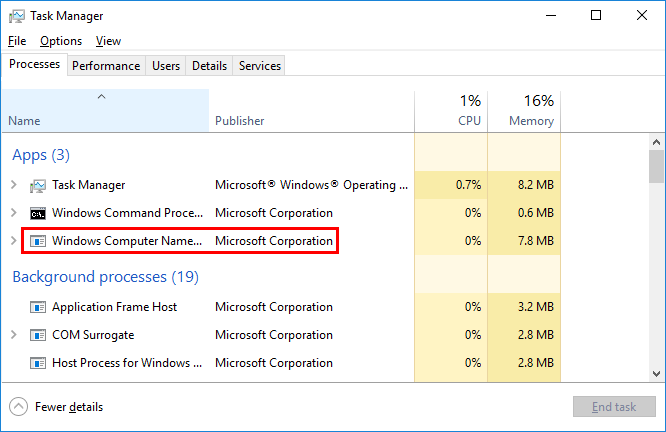 Task Manager
File Options View
Processes Performance Users Details Services
1% 16%
Name Publisher CPU Memory
Apps (3)
Task Manager Microsoft® Windows® Operating ... 0.7% 8.2 MB
C:\. Windows Command Proce... Microsoft Corporation 0% 0.6 MB
Windows Computer Name... Microsoft Corporation 0% 7.8 MB
Background processes (19)
Application Frame Host Microsoft Corporation 0% 3.2 MB
COM Surrogate Microsoft Corporation 0% 2.8 MB
Host Process for Windows ... Microsoft Corporation 0% 2.8 MB
Fewer details End task